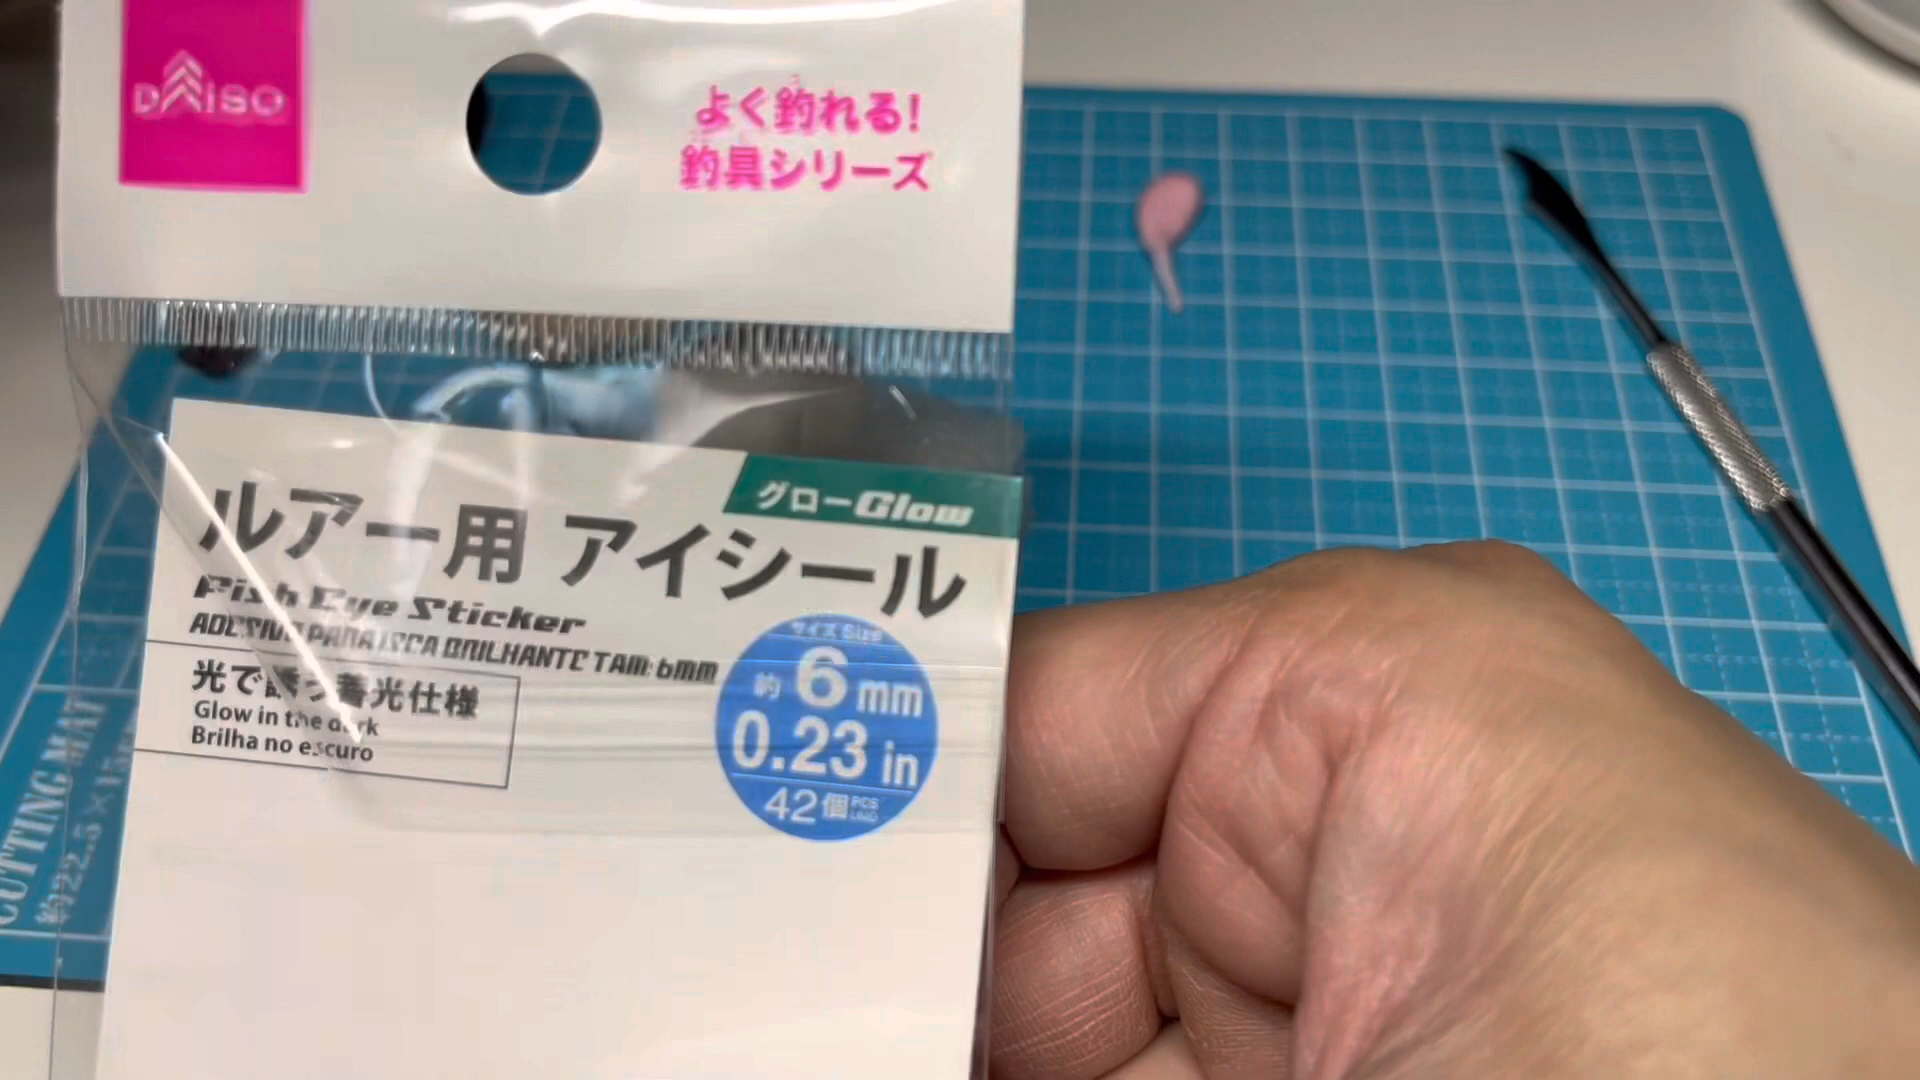 DAISO
よく釣れる!
釣具シリーズ
グローGlow
ルアー用 アイシール
Fish Eye Sticker
ADESIVO PARA ISCA BRILHANTE TAM: 6mm
光で誘う蓄光仕様
Glow in the dark
Brilha no escuro
サイズ Size
約 6 mm
0.23 in
42個 PCS
CUTTING MAT